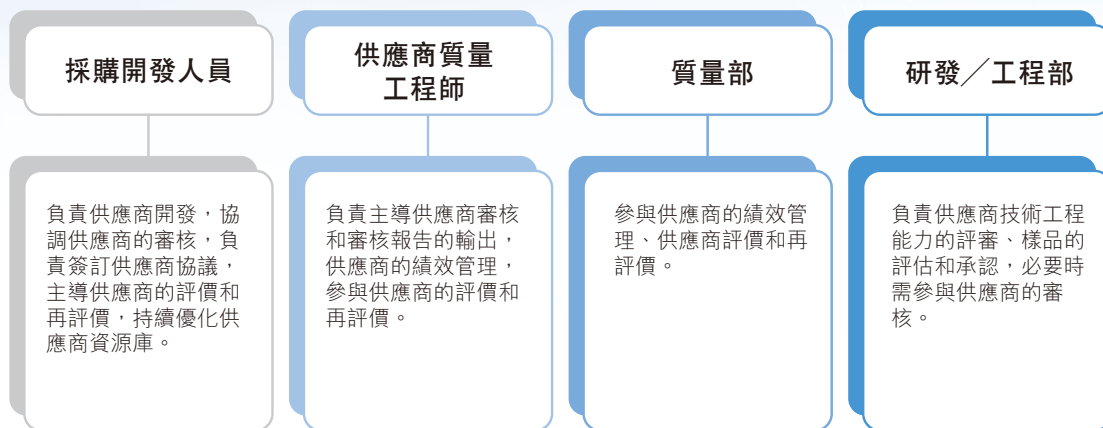 採購開發人員
供應商質量
工程師
質量部
研發／工程部
負責供應商開發，協
調供應商的審核，負
責簽訂供應商協議，
主導供應商的評價和
再評價，持續優化供
應商資源庫。
負責主導供應商審核
和審核報告的輸出，
供應商的績效管理，
參與供應商的評價和
再評價。
參與供應商的績效管
理、供應商評價和再
評價。
負責供應商技術工程
能力的評審、樣品的
評估和承認，必要時
需參與供應商的審
核。